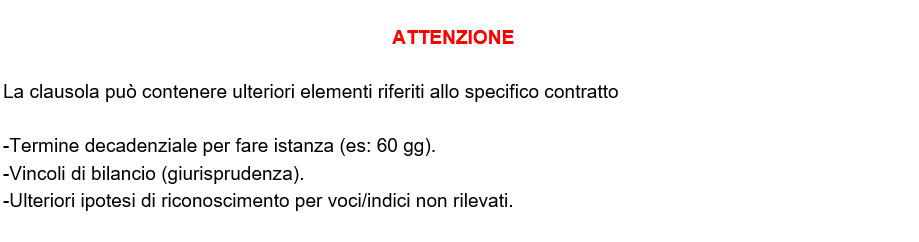 ATTENZIONE
La clausola può contenere ulteriori elementi riferiti allo specifico contratto
-Termine decadenziale per fare istanza (es: 60 gg).
-Vincoli di bilancio (giurisprudenza).
-Ulteriori ipotesi di riconoscimento per voci/indici non rilevati.